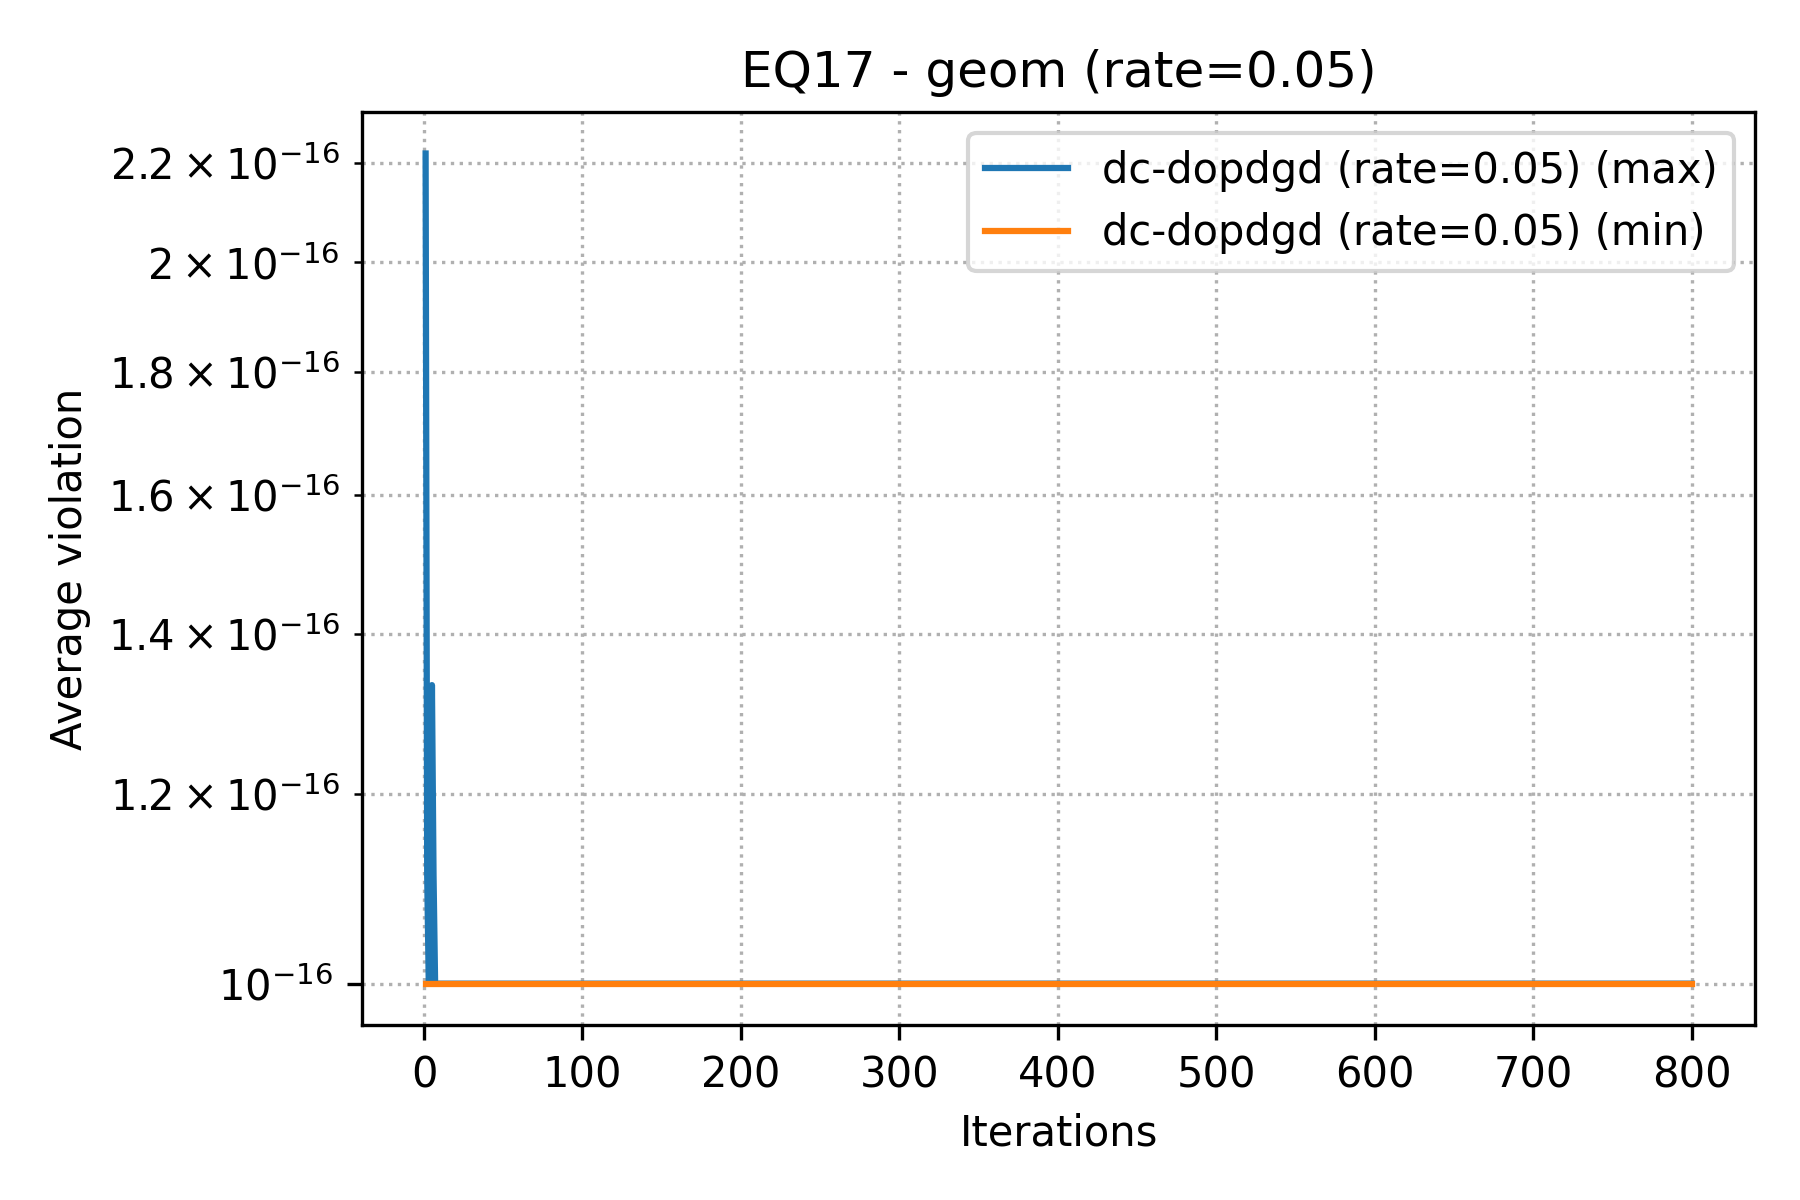 EQ17 - geom (rate=0.05)
dc-dopdgd (rate=0.05) (max)
dc-dopdgd (rate=0.05) (min)
Average violation
2.2 × 10⁻¹⁶
2 × 10⁻¹⁶
1.8 × 10⁻¹⁶
1.6 × 10⁻¹⁶
1.4 × 10⁻¹⁶
1.2 × 10⁻¹⁶
10⁻¹⁶
0 100 200 300 400 500 600 700 800
Iterations